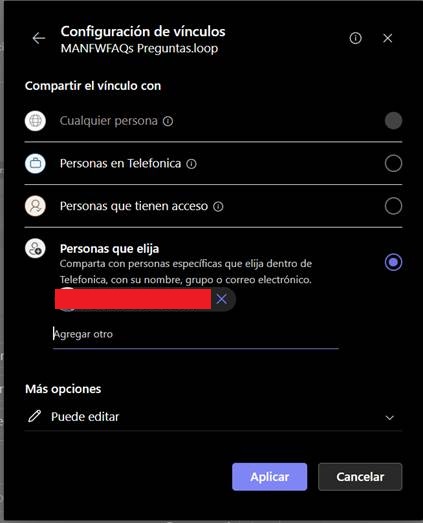 Configuración de vínculos
MANFWFAQs Preguntas.loop
Compartir el vínculo con
Cualquier persona
Personas en Telefonica
Personas que tienen acceso
Personas que elija
Comparta con personas específicas que elija dentro de
Telefonica, con su nombre, grupo o correo electrónico.
Agregar otro
Más opciones
Puede editar
Aplicar
Cancelar